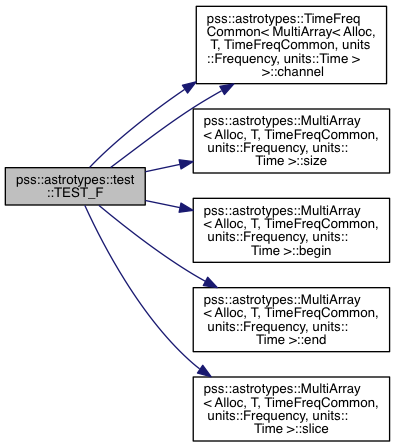 pss::astrotypes::TimeFreq
Common< MultiArray< Alloc,
T, TimeFreqCommon, units
::Frequency, units::Time >
>::channel
pss::astrotypes::MultiArray
< Alloc, T, TimeFreqCommon,
units::Frequency, units::
Time >::size
pss::astrotypes::test
::TEST_F
pss::astrotypes::MultiArray
< Alloc, T, TimeFreqCommon,
units::Frequency, units::
Time >::begin
pss::astrotypes::MultiArray
< Alloc, T, TimeFreqCommon,
units::Frequency, units::
Time >::end
pss::astrotypes::MultiArray
< Alloc, T, TimeFreqCommon,
units::Frequency, units::
Time >::slice